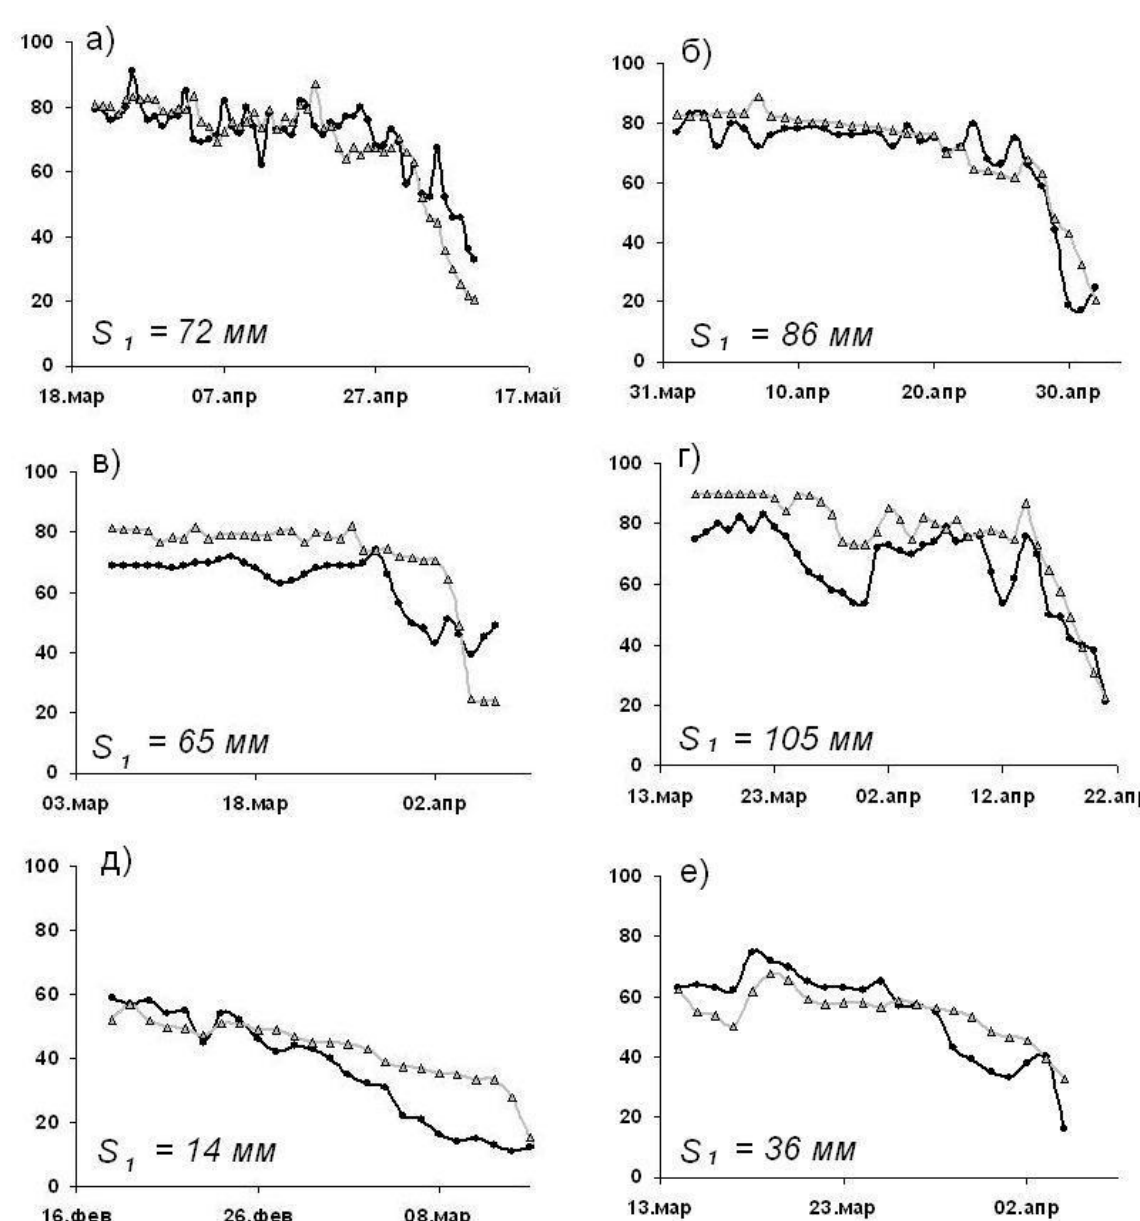 а)
100
80
60
40
20
0
S 1 = 72 мм
18.мар 07.апр 27.апр 17.май
б)
100
80
60
40
20
0
S 1 = 86 мм
31.мар 10.апр 20.апр 30.апр
в)
100
80
60
40
20
0
S 1 = 65 мм
03.мар 18.мар 02.апр
г)
100
80
60
40
20
0
S 1 = 105 мм
13.мар 23.мар 02.апр 12.апр 22.апр
д)
100
80
60
40
20
0
S 1 = 14 мм
16.фев 26.фев 08.мар
е)
100
80
60
40
20
0
S 1 = 36 мм
13.мар 23.мар 02.апр